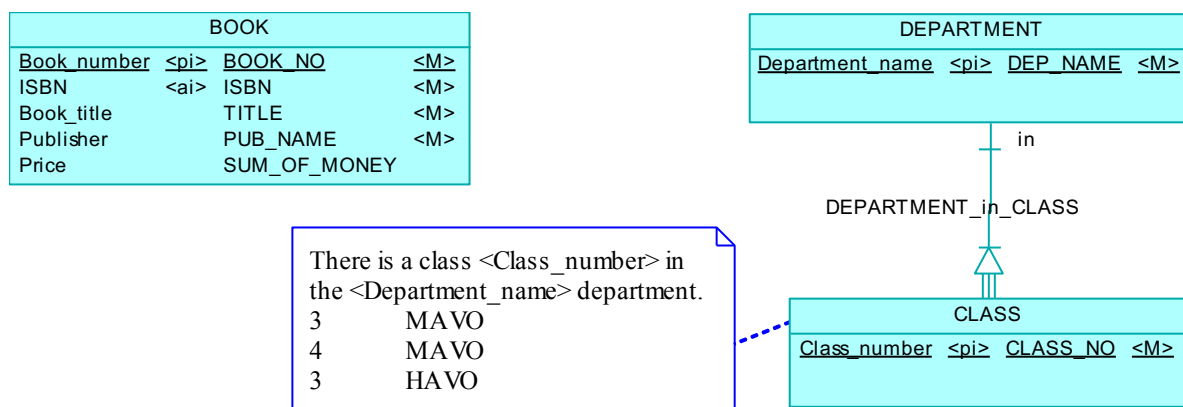 BOOK
Book_number <pi> BOOK_NO <M>
ISBN <ai> ISBN <M>
Book_title TITLE <M>
Publisher PUB_NAME <M>
Price SUM_OF_MONEY
DEPARTMENT
Department_name <pi> DEP_NAME <M>
in
DEPARTMENT_in_CLASS
There is a class <Class_number> in
the <Department_name> department.
3 MAVO
4 MAVO
3 HAVO
CLASS
Class_number <pi> CLASS_NO <M>